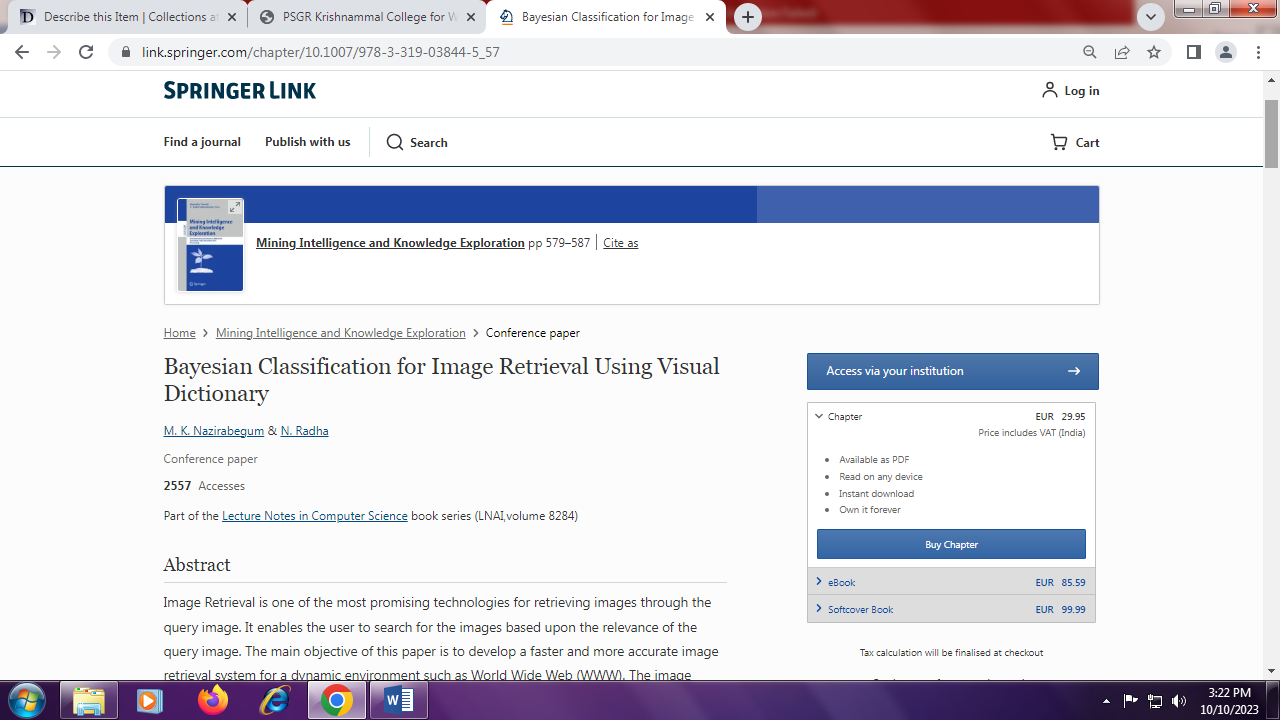 Describe this Item | Collections at
PSGR Krishnammal College for W
Bayesian Classification for Image
link.springer.com/chapter/10.1007/978-3-319-03844-5_57
SPRINGER LINK
Log in
Find a journal
Publish with us
Search
Cart
Mining Intelligence and Knowledge Exploration
Mining Intelligence and Knowledge Exploration pp 579–587 | Cite as
Home > Mining Intelligence and Knowledge Exploration > Conference paper
Bayesian Classification for Image Retrieval Using Visual
Dictionary
M. K. Nazirabegum & N. Radha
Conference paper
2557 Accesses
Part of the Lecture Notes in Computer Science book series (LNAI,volume 8284)
Abstract
Image Retrieval is one of the most promising technologies for retrieving images through the
query image. It enables the user to search for the images based upon the relevance of the
query image. The main objective of this paper is to develop a faster and more accurate image
retrieval system for a dynamic environment such as World Wide Web (WWW). The image
Access via your institution
Chapter EUR 29.95
Price includes VAT (India)
Available as PDF
Read on any device
Instant download
Own it forever
Buy Chapter
eBook EUR 85.59
Softcover Book EUR 99.99
Tax calculation will be finalised at checkout
3:22 PM
10/10/2023